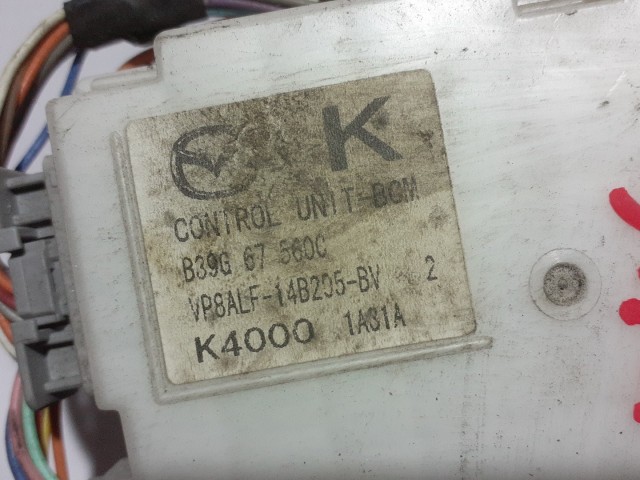 K
CONTROL UNIT-BCM
B39G 67 560C
VP8ALF-14B205-BV 2
K4000 1A31A